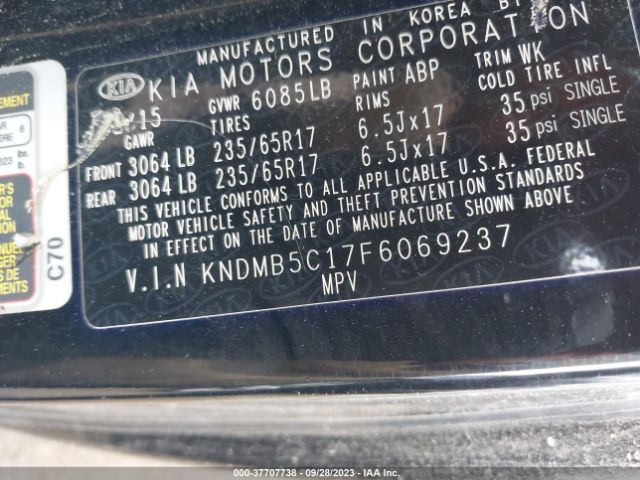 MANUFACTURED IN KOREA BY
KIA KIA MOTORS CORPORATION
15 GVWR 6085LB PAINT ABP TRIM WK
GAWR TIRES RIMS COLD TIRE INFL
FRONT 3064 LB 235/65R17 6.5Jx17 35 psi SINGLE
REAR 3064 LB 235/65R17 6.5Jx17 35 psi SINGLE
THIS VEHICLE CONFORMS TO ALL APPLICABLE U.S.A. FEDERAL
MOTOR VEHICLE SAFETY AND THEFT PREVENTION STANDARDS
IN EFFECT ON THE DATE OF MANUFACTURE SHOWN ABOVE
V.I.N KNDMB5C17F6069237
MPV
C70
000-37707738 - 09/28/2023 - IAA Inc.